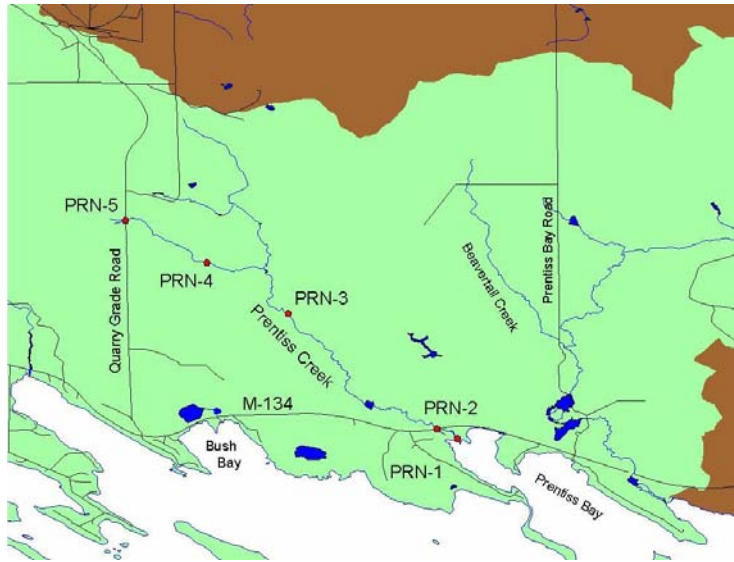 PRN-5
PRN-4
Quarry Grade Road
PRN-3
Prentiss Creek
Beavertail Creek
Prentiss Bay Road
M-134
PRN-2
Bush
Bay
PRN-1
Prentiss Bay